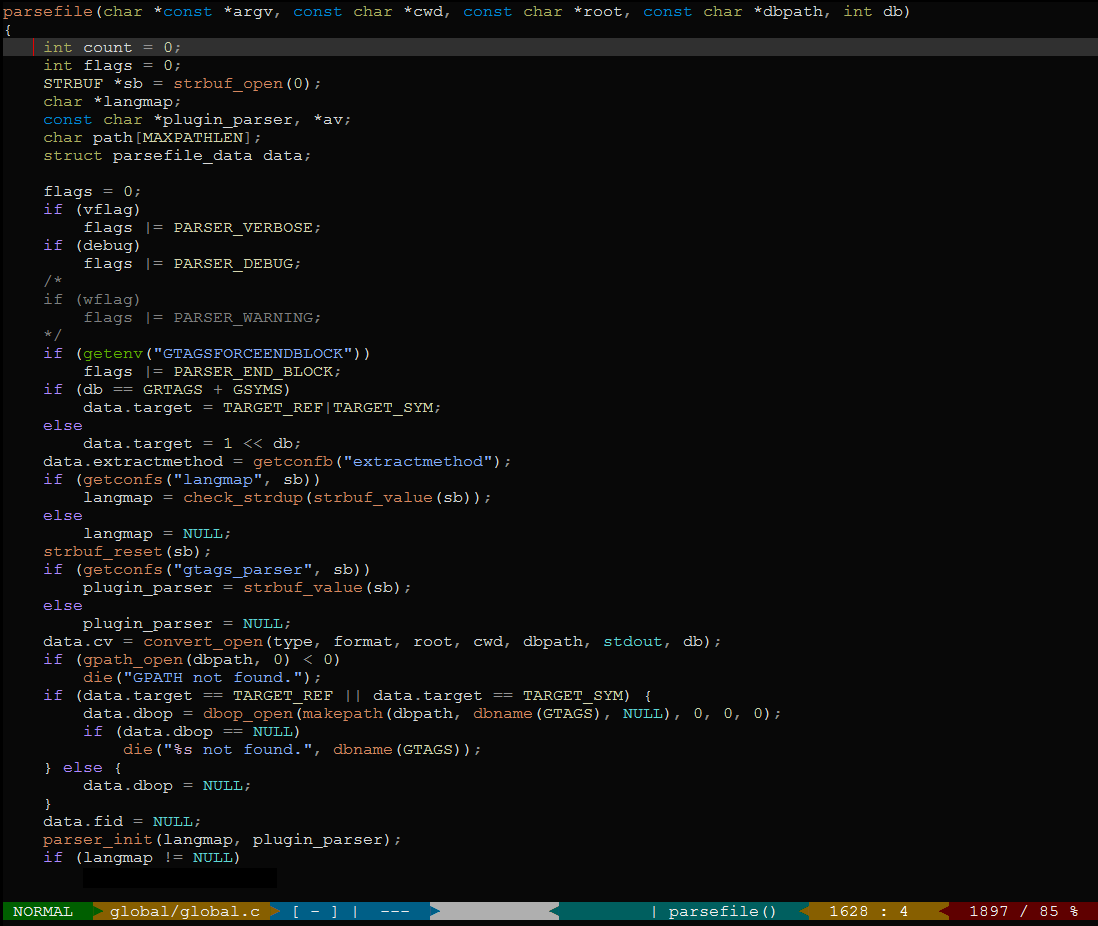 parsefile(char *const *argv, const char *cwd, const char *root, const char *dbpath, int db)
{
    int count = 0;
    int flags = 0;
    STRBUF *sb = strbuf_open(0);
    char *langmap;
    const char *plugin_parser, *av;
    char path[MAXPATHLEN];
    struct parsefile_data data;

    flags = 0;
    if (vflag)
        flags |= PARSER_VERBOSE;
    if (debug)
        flags |= PARSER_DEBUG;
    /*
    if (wflag)
        flags |= PARSER_WARNING;
    */
    if (getenv("GTAGSFORCEENDBLOCK"))
        flags |= PARSER_END_BLOCK;
    if (db == GRTAGS + GSYMS)
        data.target = TARGET_REF|TARGET_SYM;
    else
        data.target = 1 << db;
    data.extractmethod = getconfb("extractmethod");
    if (getconfs("langmap", sb))
        langmap = check_strdup(strbuf_value(sb));
    else
        langmap = NULL;
    strbuf_reset(sb);
    if (getconfs("gtags_parser", sb))
        plugin_parser = strbuf_value(sb);
    else
        plugin_parser = NULL;
    data.cv = convert_open(type, format, root, cwd, dbpath, stdout, db);
    if (gpath_open(dbpath, 0) < 0)
        die("GPATH not found.");
    if (data.target == TARGET_REF || data.target == TARGET_SYM) {
        data.dbop = dbop_open(makepath(dbpath, dbname(GTAGS), NULL), 0, 0, 0);
        if (data.dbop == NULL)
            die("%s not found.", dbname(GTAGS));
    } else {
        data.dbop = NULL;
    }
    data.fid = NULL;
    parser_init(langmap, plugin_parser);
    if (langmap != NULL)
NORMAL global/global.c [ - ] | --- | parsefile() 1628 : 4 1897 / 85 %